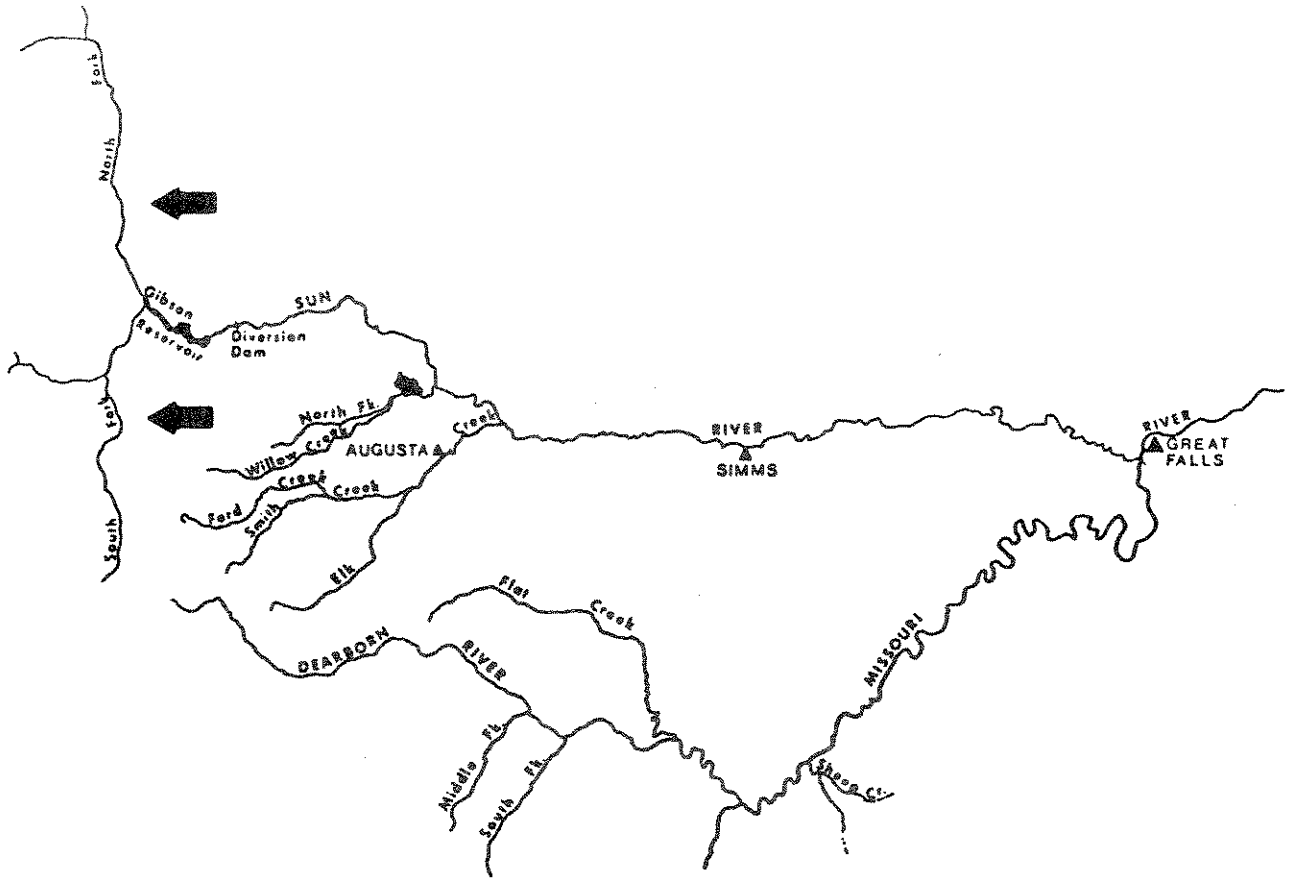 North Fork
Gibson
Reservoir
SUN
Diversion
Dam
South Fork
North Fk.
Willow Creek
AUGUSTA
Creek
Ford Creek
Smith Creek
Elk
RIVER
SIMMS
RIVER
GREAT
FALLS
Flat Creek
DEARBORN RIVER
MISSOURI
Middle Fk.
South Fk.
Sheep Cr.